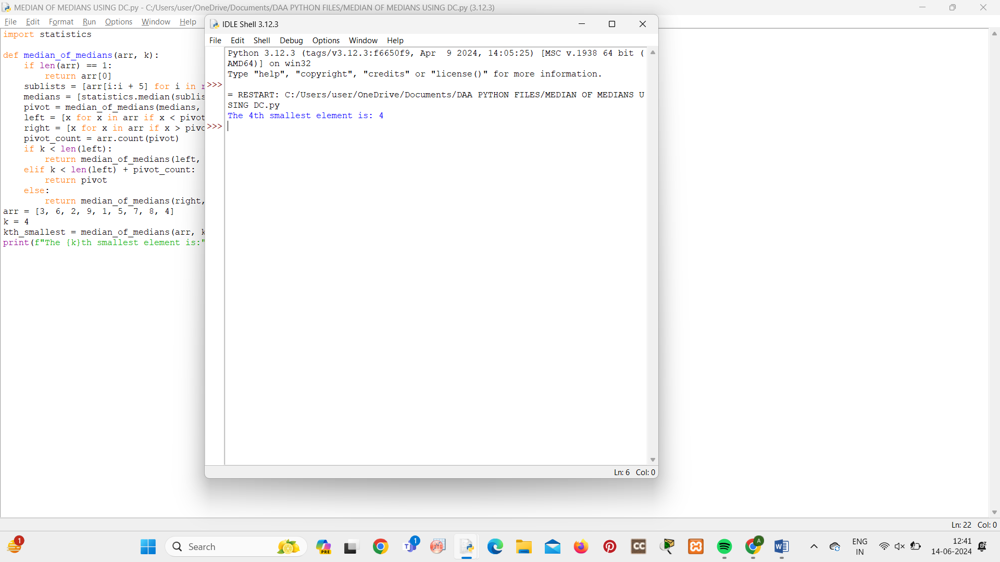 MEDIAN OF MEDIANS USING DC.py - C:/Users/user/OneDrive/Documents/DAA PYTHON FILES/MEDIAN OF MEDIANS USING DC.py (3.12.3)
File Edit Format Run Options Window Help
import statistics
def median_of_medians(arr, k):
    if len(arr) == 1:
        return arr[0]
    sublists = [arr[i:i + 5] for i in
    medians = [statistics.median(sublis
    pivot = median_of_medians(medians,
    left = [x for x in arr if x < pivot
    right = [x for x in arr if x > pivo
    pivot_count = arr.count(pivot)
    if k < len(left):
        return median_of_medians(left,
    elif k < len(left) + pivot_count:
        return pivot
    else:
        return median_of_medians(right,
arr = [3, 6, 2, 9, 1, 5, 7, 8, 4]
k = 4
kth_smallest = median_of_medians(arr, k
print(f"The {k}th smallest element is:"
IDLE Shell 3.12.3
File Edit Shell Debug Options Window Help
Python 3.12.3 (tags/v3.12.3:f6650f9, Apr  9 2024, 14:05:25) [MSC v.1938 64 bit (
AMD64)] on win32
Type "help", "copyright", "credits" or "license()" for more information.
>>>
= RESTART: C:/Users/user/OneDrive/Documents/DAA PYTHON FILES/MEDIAN OF MEDIANS U
SING DC.py
The 4th smallest element is: 4
>>>
Ln: 6 Col: 0
Ln: 22 Col: 0
1
Search
PRE
1
CC
A
ENG
IN
12:41
14-06-2024